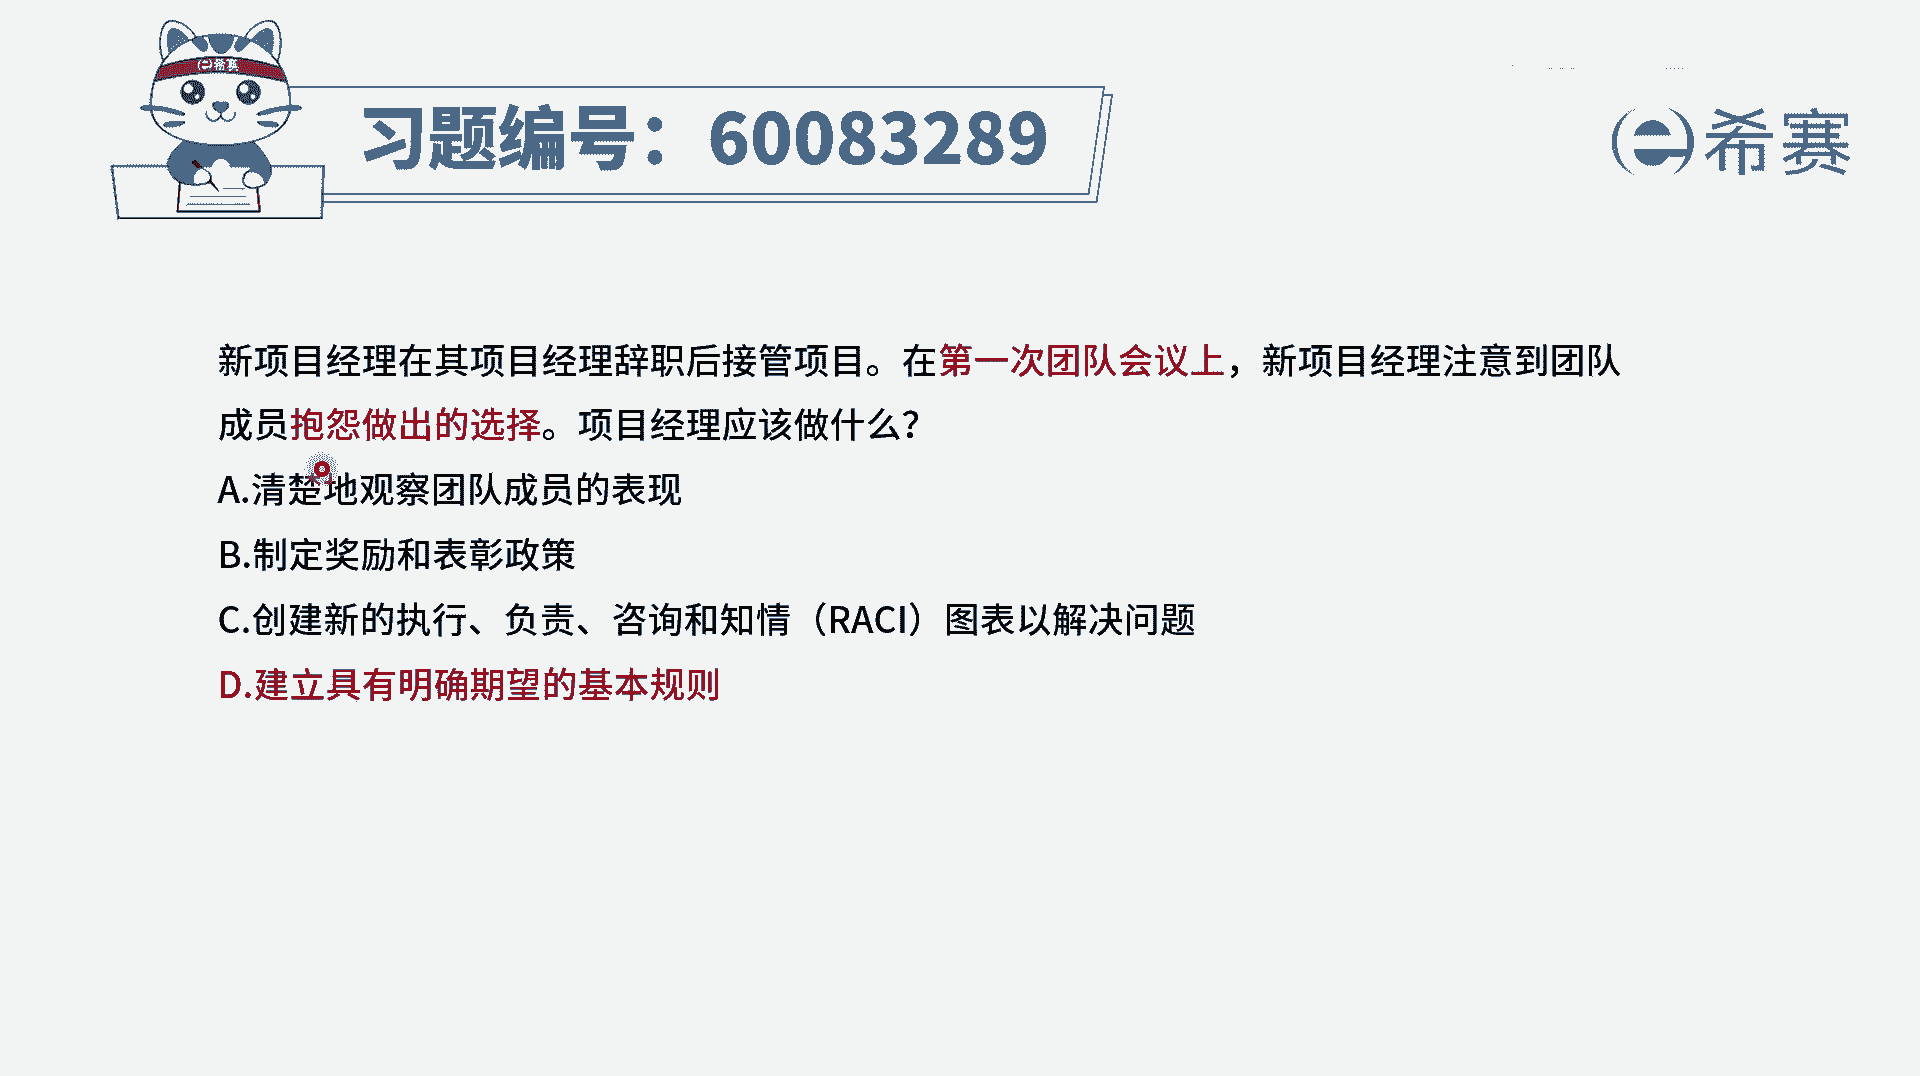 希赛
习题编号：60083289
希赛
新项目经理在其项目经理辞职后接管项目。在第一次团队会议上，新项目经理注意到团队
成员抱怨做出的选择。项目经理应该做什么？
A.清楚地观察团队成员的表现
B.制定奖励和表彰政策
C.创建新的执行、负责、咨询和知情（RACI）图表以解决问题
D.建立具有明确期望的基本规则